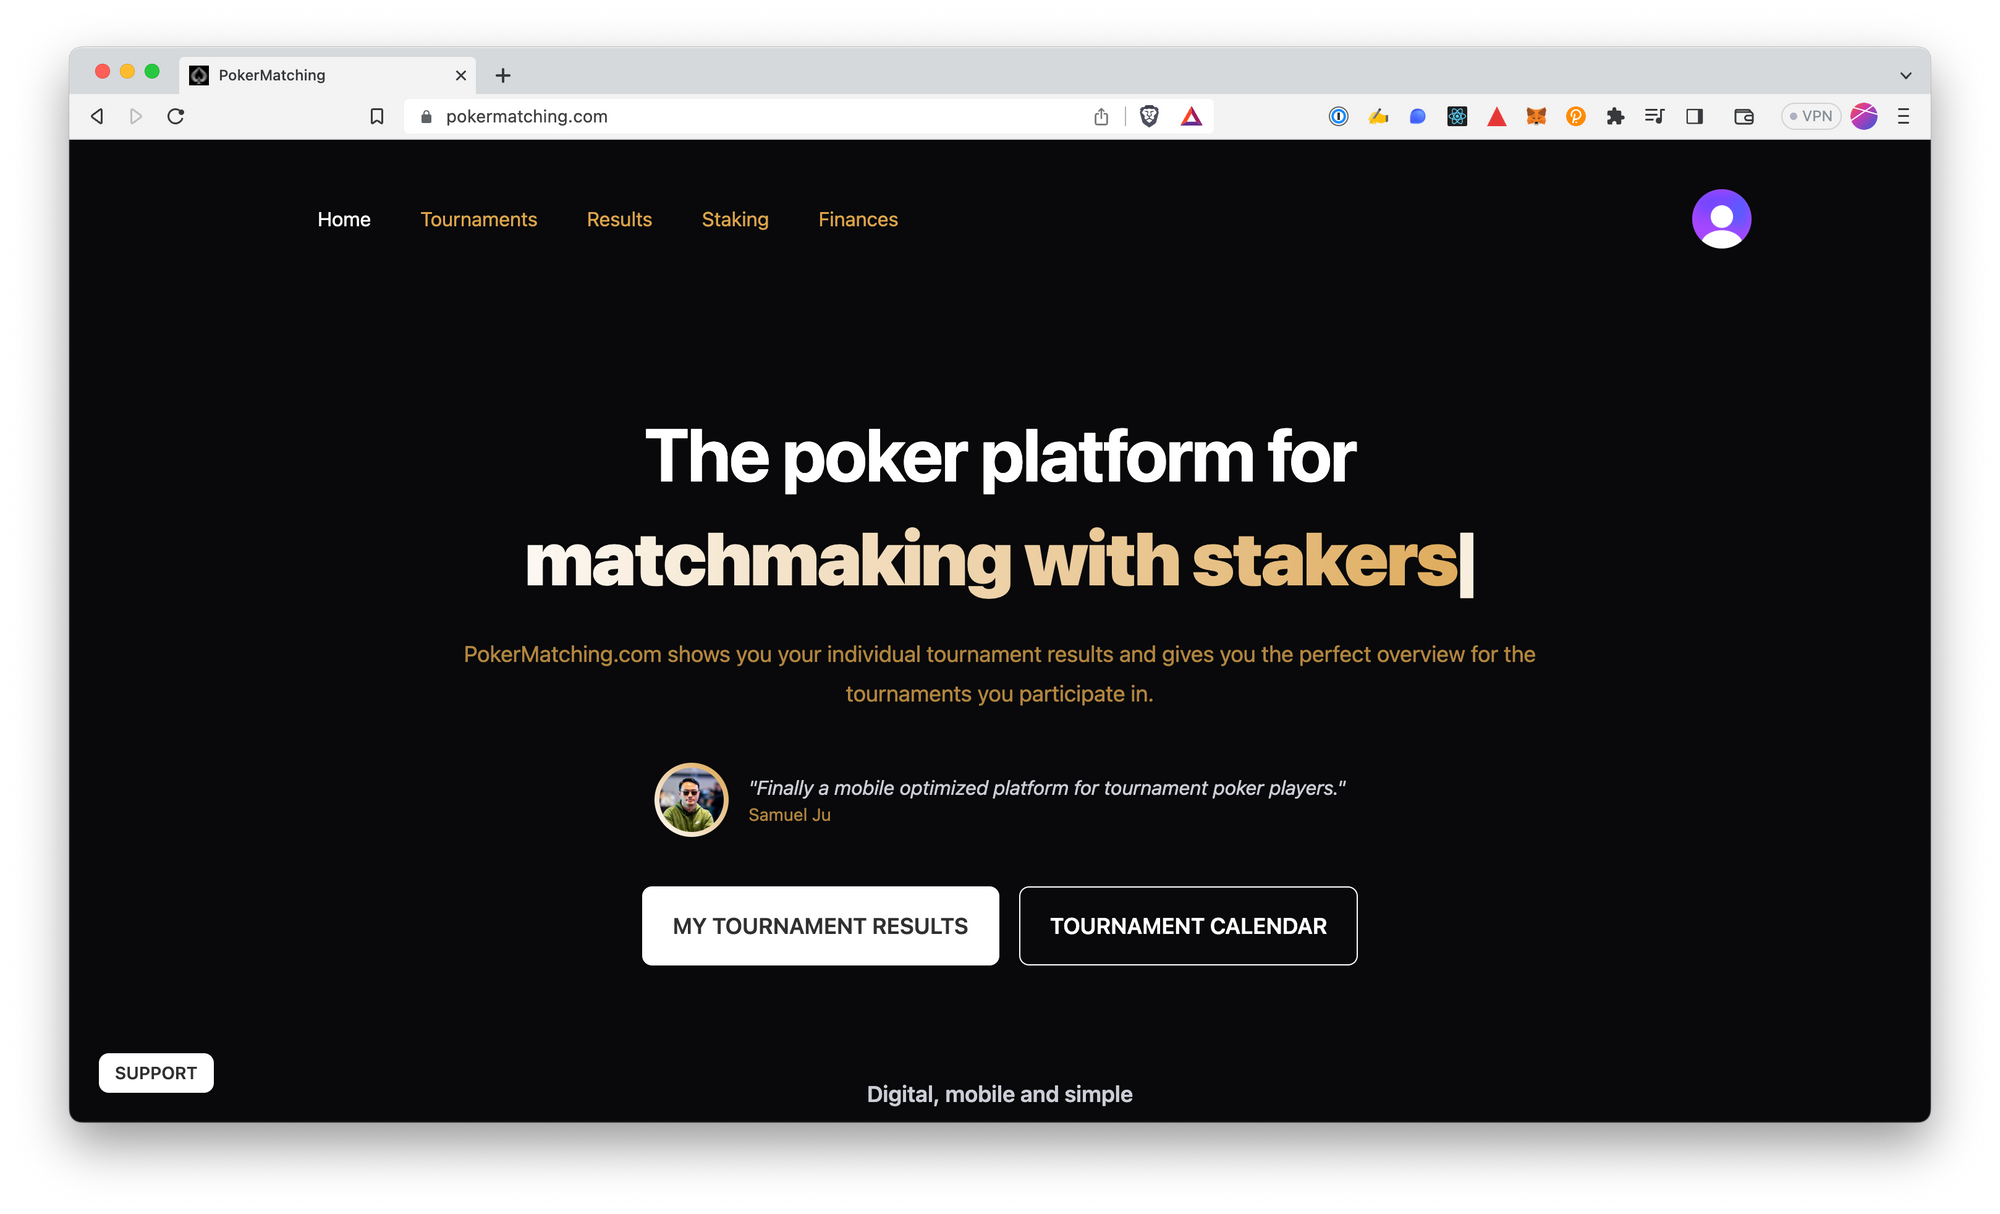 PokerMatching
pokermatching.com
VPN
Home
Tournaments
Results
Staking
Finances
The poker platform for
matchmaking with stakers|
PokerMatching.com shows you your individual tournament results and gives you the perfect overview for the
tournaments you participate in.
"Finally a mobile optimized platform for tournament poker players."
Samuel Ju
MY TOURNAMENT RESULTS
TOURNAMENT CALENDAR
SUPPORT
Digital, mobile and simple